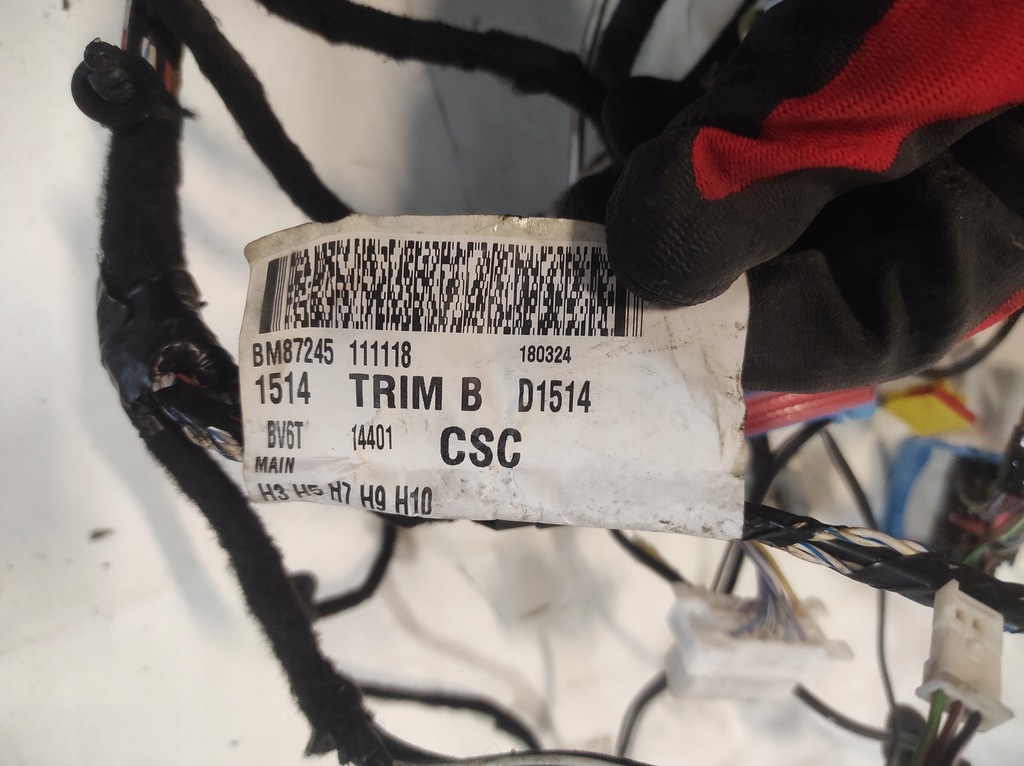 BM87245 111118 180324
1514 TRIM B D1514
BV6T 14401 CSC
MAIN
H3 H5 H7 H9 H10